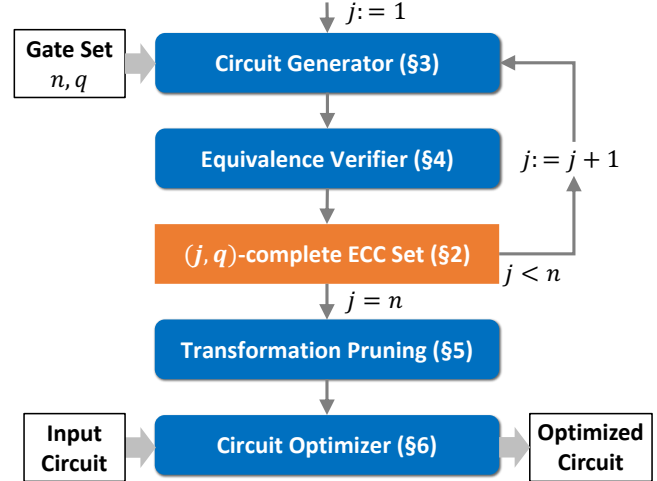 j: = 1
Gate Set
n, q
Circuit Generator (§3)
Equivalence Verifier (§4)
j: = j + 1
(j, q)-complete ECC Set (§2)
j < n
j = n
Transformation Pruning (§5)
Input
Circuit
Circuit Optimizer (§6)
Optimized
Circuit